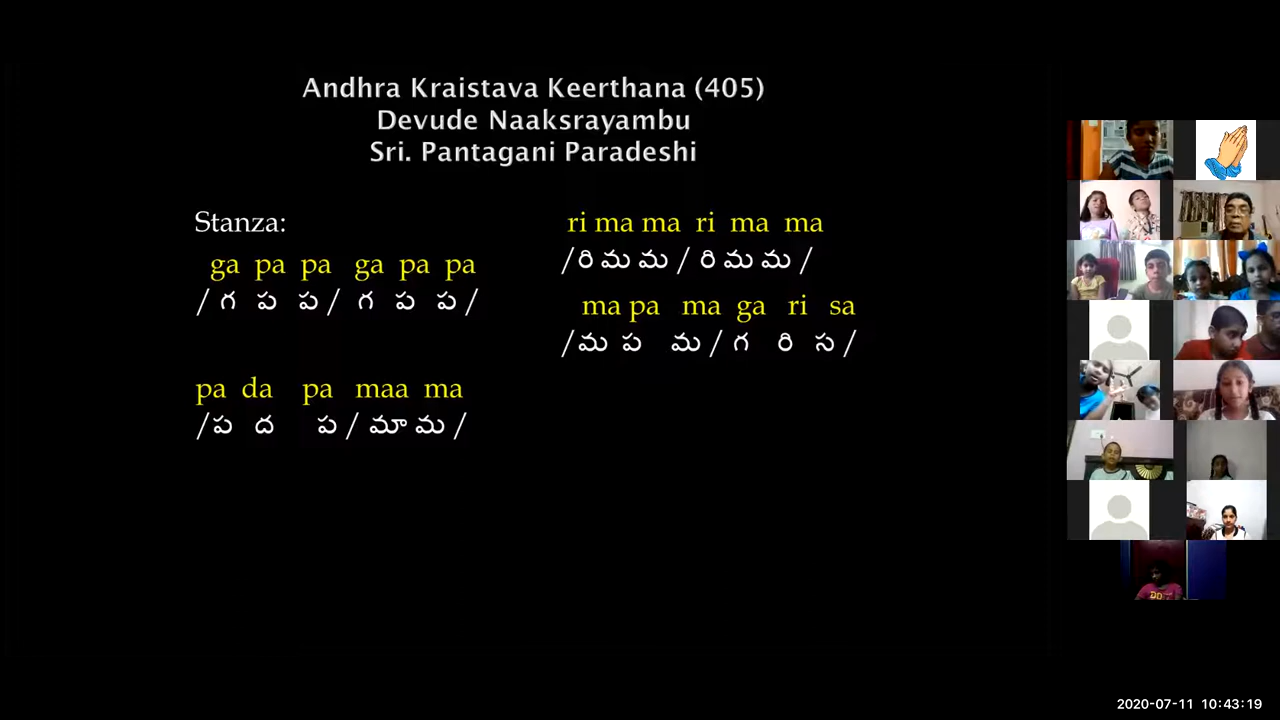 Andhra Kraistava Keerthana (405)
Devude Naaksrayambu
Sri. Pantagani Paradeshi
Stanza:
ga pa pa ga pa pa
/ గ ప ప / గ ప ప /
pa da pa maa ma
/ ప ద ప / మా మ /
ri ma ma ri ma ma
/ రి మ మ / రి మ మ /
ma pa ma ga ri sa
/ మ ప మ / గ రి స /
2020-07-11 10:43:19